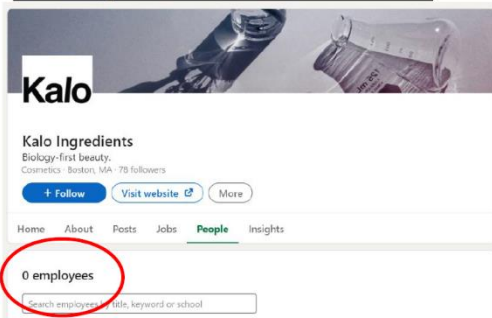 Kalo
Kalo Ingredients
Biology-first beauty.
Cosmetics · Boston, MA · 78 followers
+ Follow Visit website More
Home About Posts Jobs People Insights
0 employees
Search employees by title, keyword or school